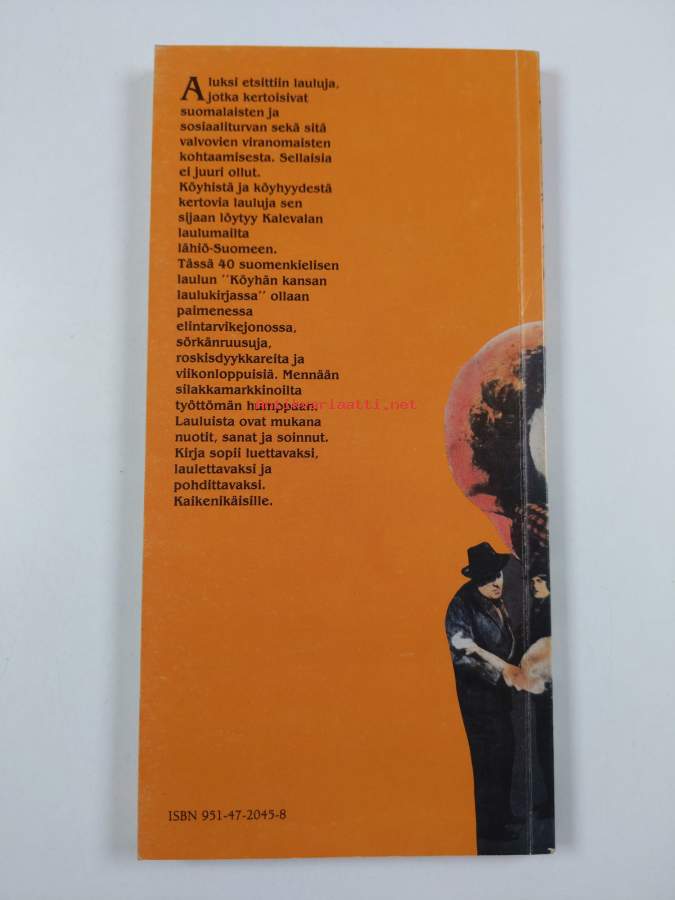 Aluksi etsittiin lauluja,
jotka kertoisivat
suomalaisten ja
sosiaaliturvan sekä sitä
valvovien viranomaisten
kohtaamisesta. Sellaisia
ei juuri ollut.
Köyhistä ja köyhyydestä
kertovia lauluja sen
sijaan löytyy Kalevalan
laulumailta
lähiö-Suomeen.
Tässä 40 suomenkielisen
laulun "Köyhän kansan
laulukirjassa" ollaan
paimenessa
elintarvikejonossa,
sörkänruusuja,
roskisdyykkareita ja
viikonloppuisiä. Mennään
silakkamarkkinoilta
työttömän humppaan.
Lauluista ovat mukana
nuotit, sanat ja soinnut.
Kirja sopii luettavaksi,
laulettavaksi ja
pohdittavaksi.
Kaikenikäisille.
ISBN 951-47-2045-8